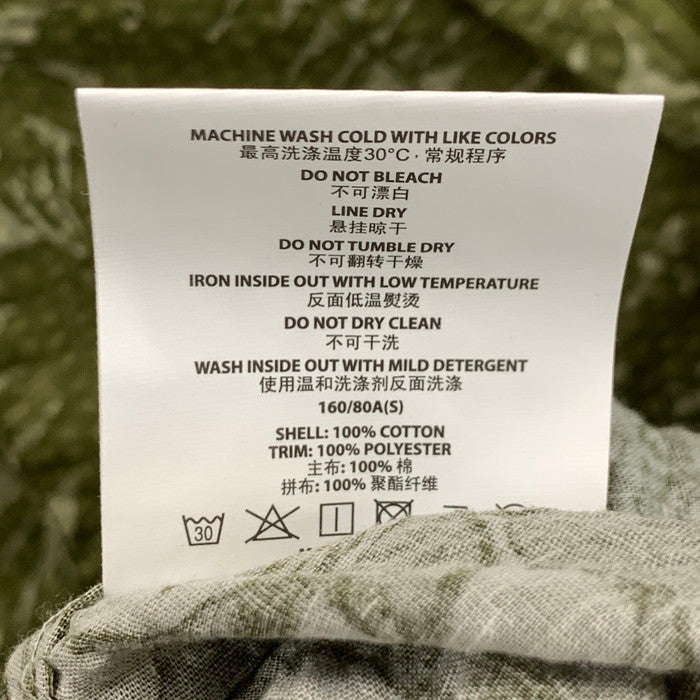 MACHINE WASH COLD WITH LIKE COLORS
最高洗涤温度30°C·常规程序
DO NOT BLEACH
不可漂白
LINE DRY
悬挂晾干
DO NOT TUMBLE DRY
不可翻转干燥
IRON INSIDE OUT WITH LOW TEMPERATURE
反面低温熨烫
DO NOT DRY CLEAN
不可干洗
WASH INSIDE OUT WITH MILD DETERGENT
使用温和洗涤剂反面洗涤
160/80A(S)
SHELL: 100% COTTON
TRIM: 100% POLYESTER
主布: 100% 棉
拼布: 100% 聚酯纤维
30